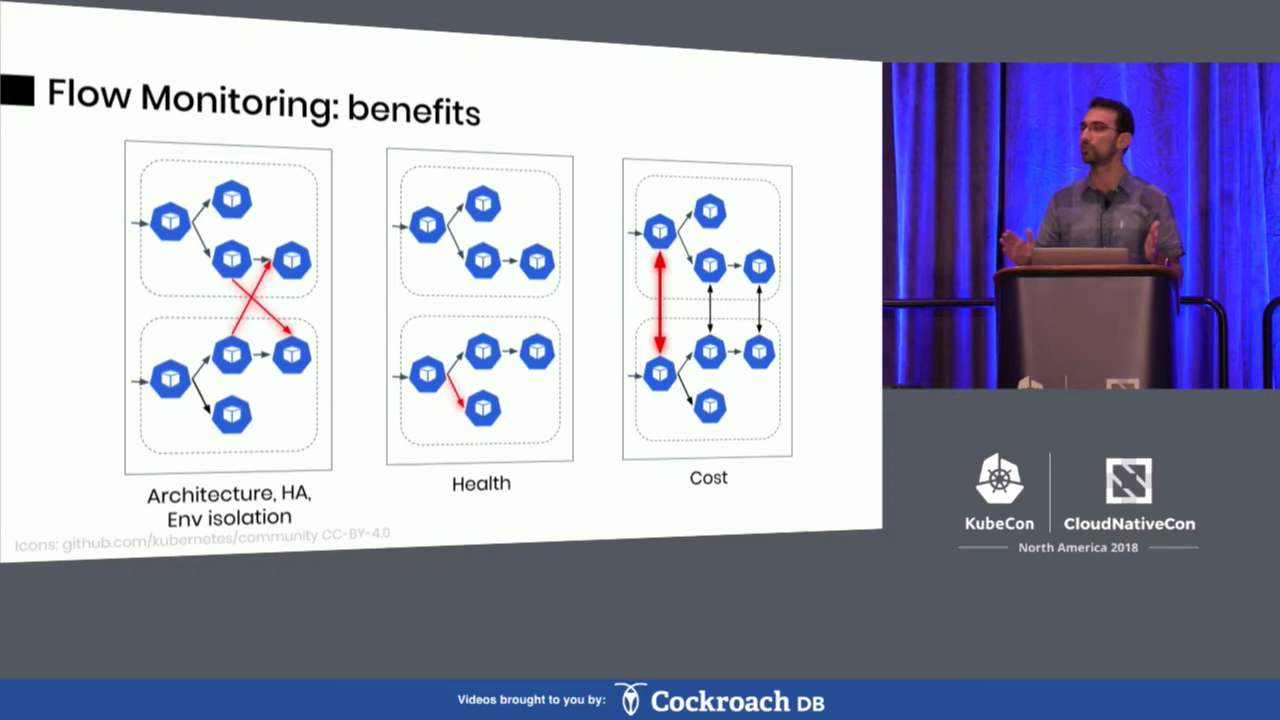 Flow Monitoring: benefits
Architecture, HA,
Env isolation
Health
Cost
Icons: github.com/kubernetes/community CC-BY-4.0
KubeCon
CloudNativeCon
North America 2018
Videos brought to you by:
Cockroach DB